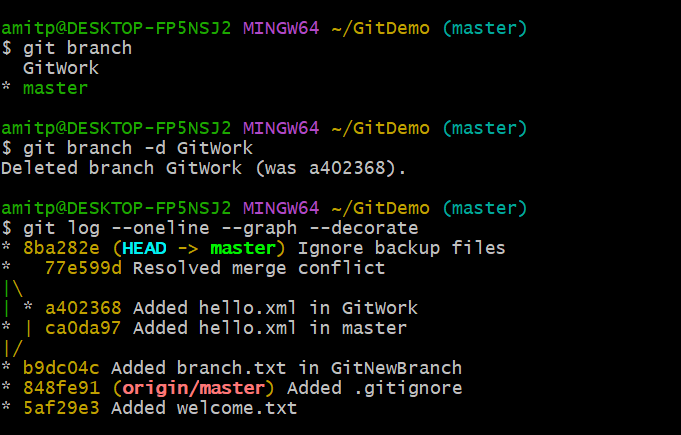 amitp@DESKTOP-FP5NSJ2 MINGW64 ~/GitDemo (master)
$ git branch
  GitWork
* master

amitp@DESKTOP-FP5NSJ2 MINGW64 ~/GitDemo (master)
$ git branch -d GitWork
Deleted branch GitWork (was a402368).

amitp@DESKTOP-FP5NSJ2 MINGW64 ~/GitDemo (master)
$ git log --oneline --graph --decorate
* 8ba282e (HEAD -> master) Ignore backup files
*   77e599d Resolved merge conflict
|\
| * a402368 Added hello.xml in GitWork
* | ca0da97 Added hello.xml in master
|/
* b9dc04c Added branch.txt in GitNewBranch
* 848fe91 (origin/master) Added .gitignore
* 5af29e3 Added welcome.txt